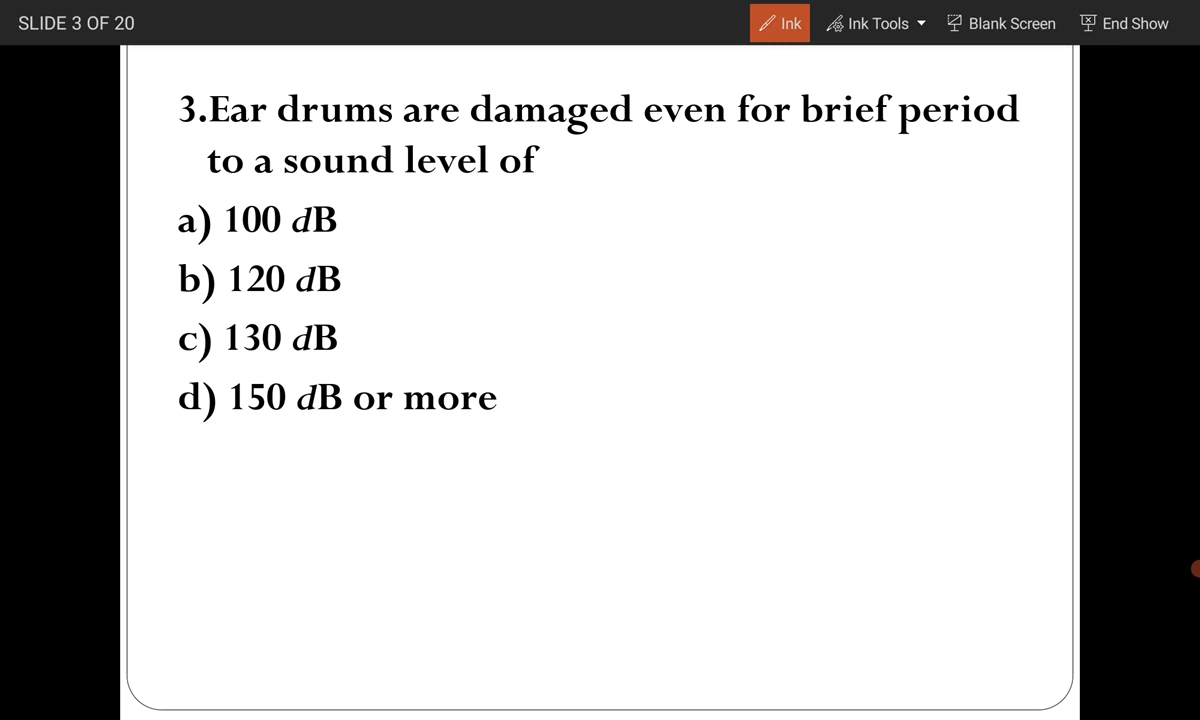 SLIDE 3 OF 20 Ink Ink Tools Blank Screen End Show
3.Ear drums are damaged even for brief period
to a sound level of
a) 100 dB
b) 120 dB
c) 130 dB
d) 150 dB or more